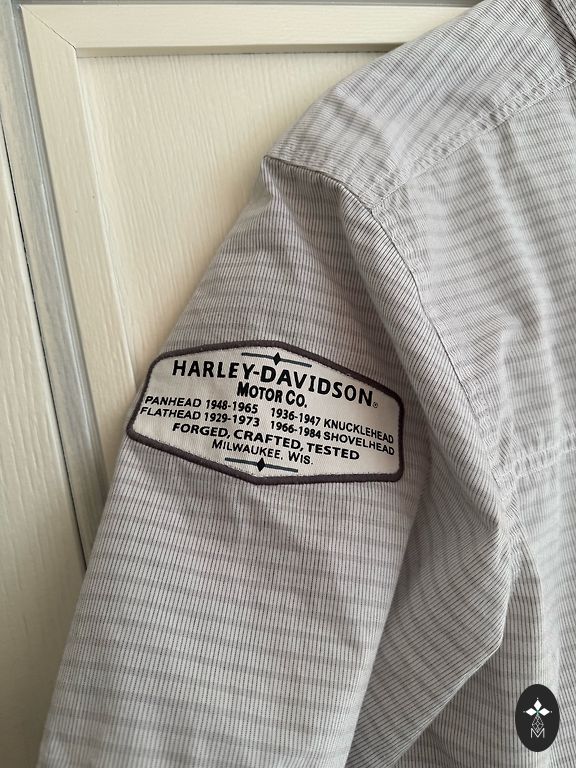 HARLEY-DAVIDSON®
MOTOR CO.
PANHEAD 1948-1965 1936-1947 KNUCKLEHEAD
FLATHEAD 1929-1973 1966-1984 SHOVELHEAD
FORGED, CRAFTED, TESTED
MILWAUKEE, WIS.
M